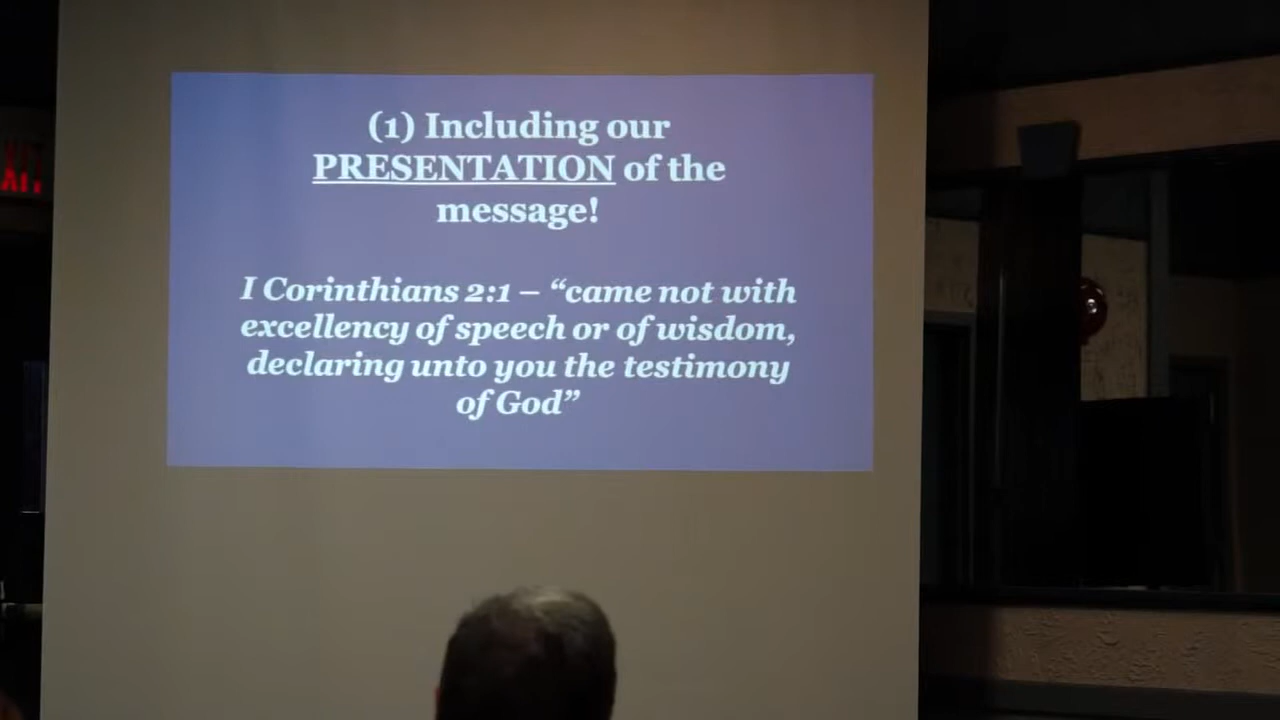 (1) Including our
PRESENTATION of the
message!
I Corinthians 2:1 – “came not with
excellency of speech or of wisdom,
declaring unto you the testimony
of God”